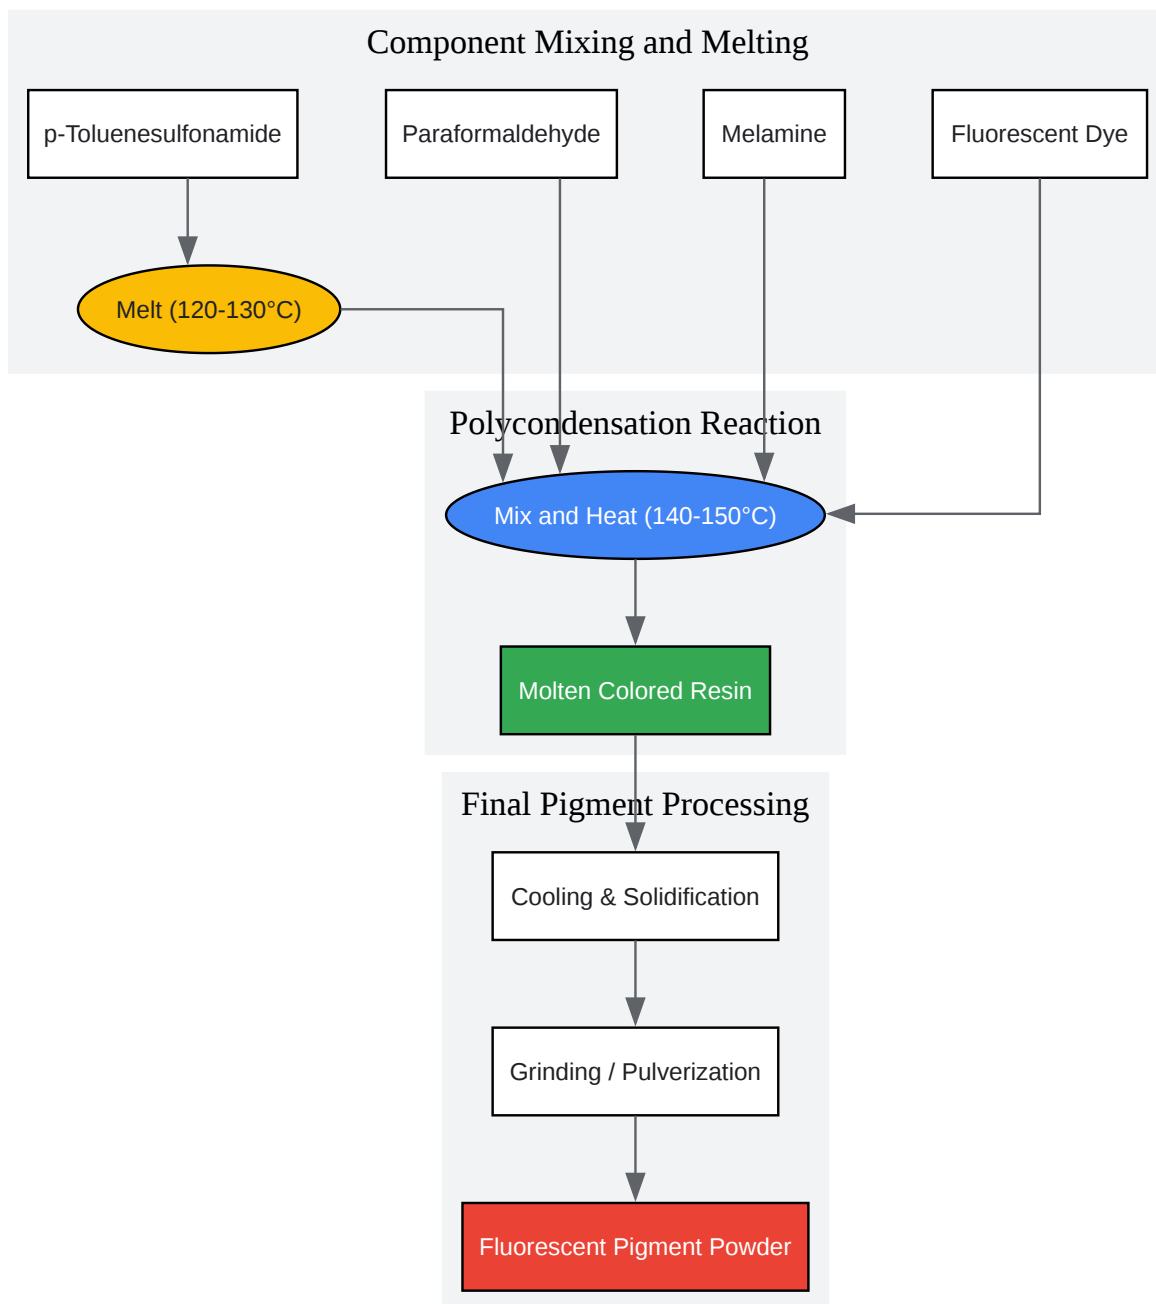 Component Mixing and Melting
p-Toluenesulfonamide
Paraformaldehyde
Melamine
Fluorescent Dye
Melt (120-130°C)
Polycondensation Reaction
Mix and Heat (140-150°C)
Molten Colored Resin
Final Pigment Processing
Cooling & Solidification
Grinding / Pulverization
Fluorescent Pigment Powder